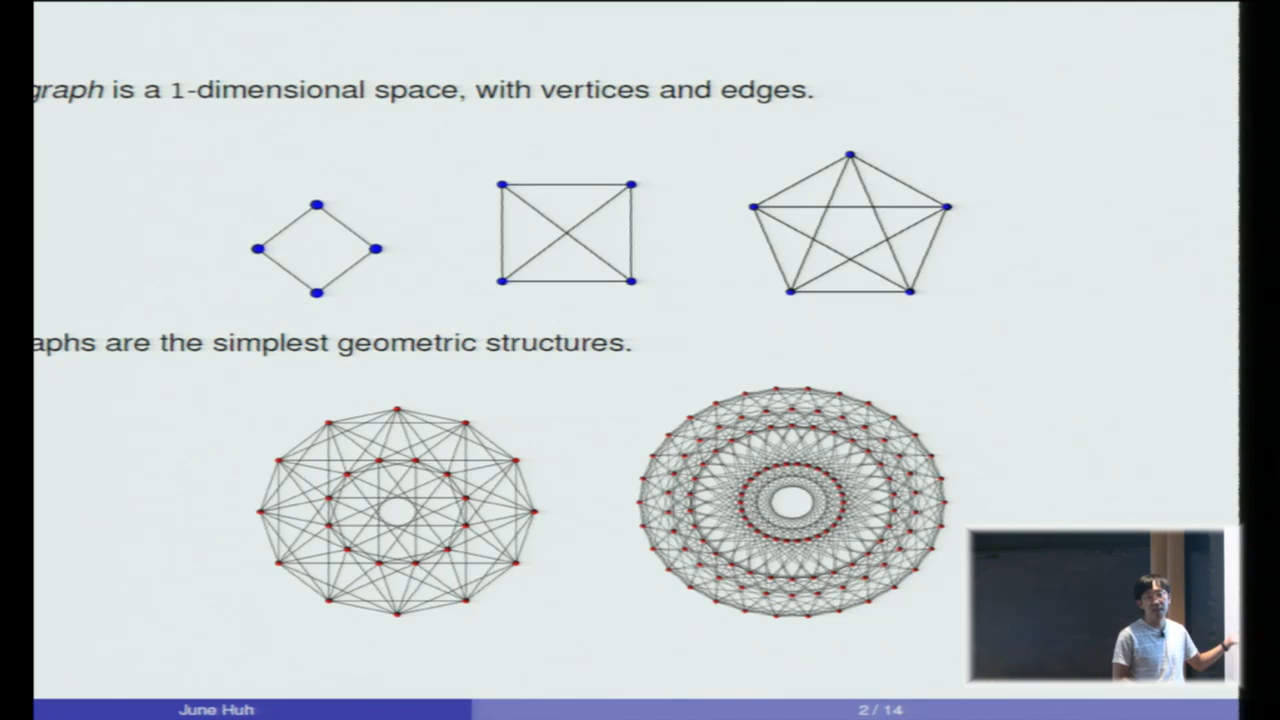 graph is a 1-dimensional space, with vertices and edges.
aphs are the simplest geometric structures.
June Huh
2 / 14